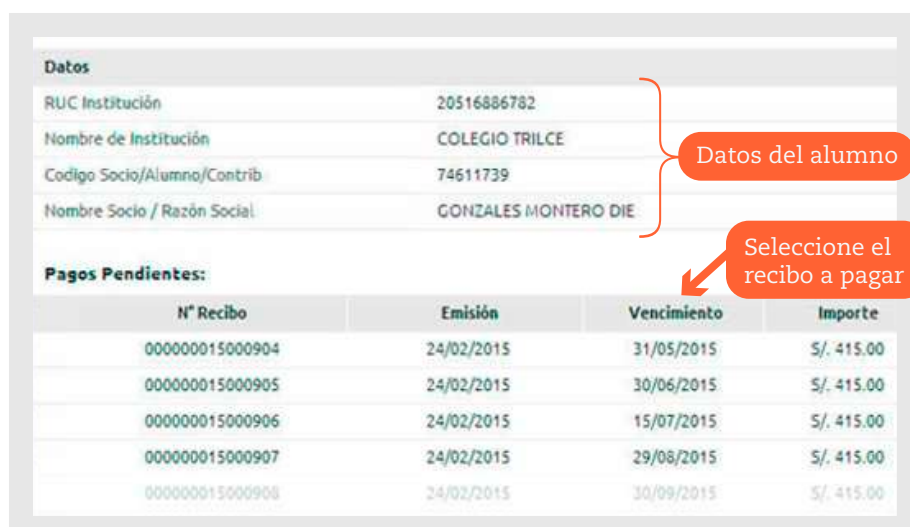 Datos
RUC Institución 20516886782
Nombre de Institución COLEGIO TRILCE
Codigo Socio/Alumno/Contrib 74611739
Nombre Socio / Razón Social GONZALES MONTERO DIE
Datos del alumno
Seleccione el
recibo a pagar
Pagos Pendientes:
N° Recibo Emisión Vencimiento Importe
000000015000904 24/02/2015 31/05/2015 S/. 415.00
000000015000905 24/02/2015 30/06/2015 S/. 415.00
000000015000906 24/02/2015 15/07/2015 S/. 415.00
000000015000907 24/02/2015 29/08/2015 S/. 415.00
000000015000908 24/02/2015 30/09/2015 S/. 415.00